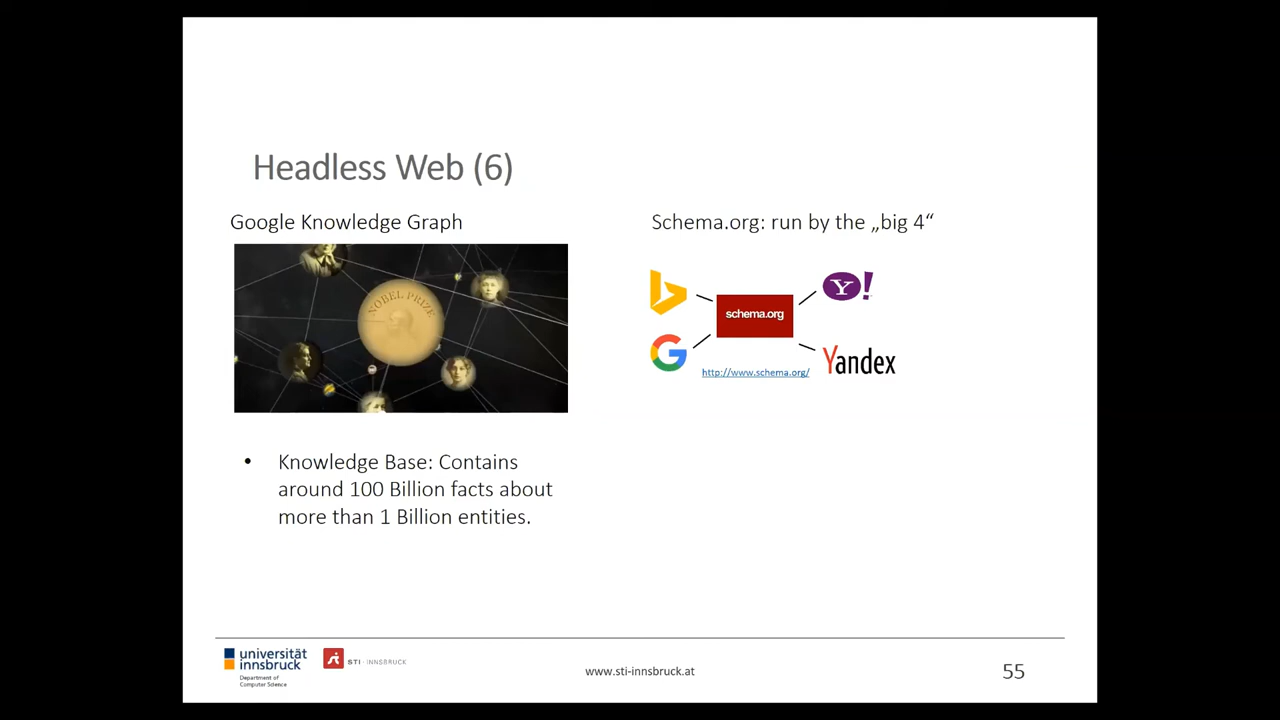 Headless Web (6)
Google Knowledge Graph
NOBEL PRIZE
• Knowledge Base: Contains
around 100 Billion facts about
more than 1 Billion entities.
Schema.org: run by the „big 4“
Y!
schema.org
G
Yandex
http://www.schema.org/
universität
innsbruck
Department of
Computer Science
STI · INNSBRUCK
www.sti-innsbruck.at
55